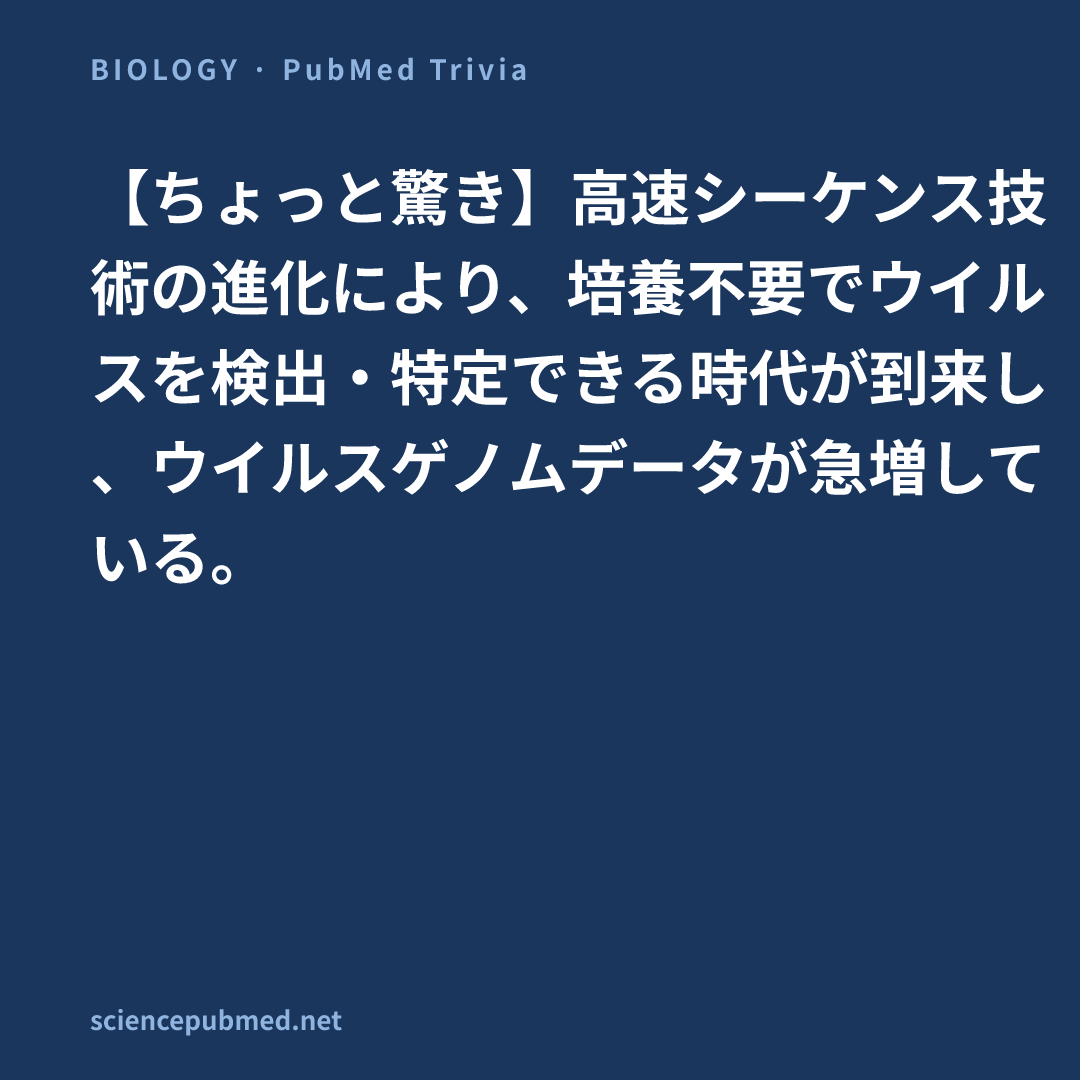 BIOLOGY · PubMed Trivia
【ちょっと驚き】高速シーケンス技
術の進化により、培養不要でウイル
スを検出・特定できる時代が到来し
、ウイルスゲノムデータが急増して
いる。
sciencepubmed.net